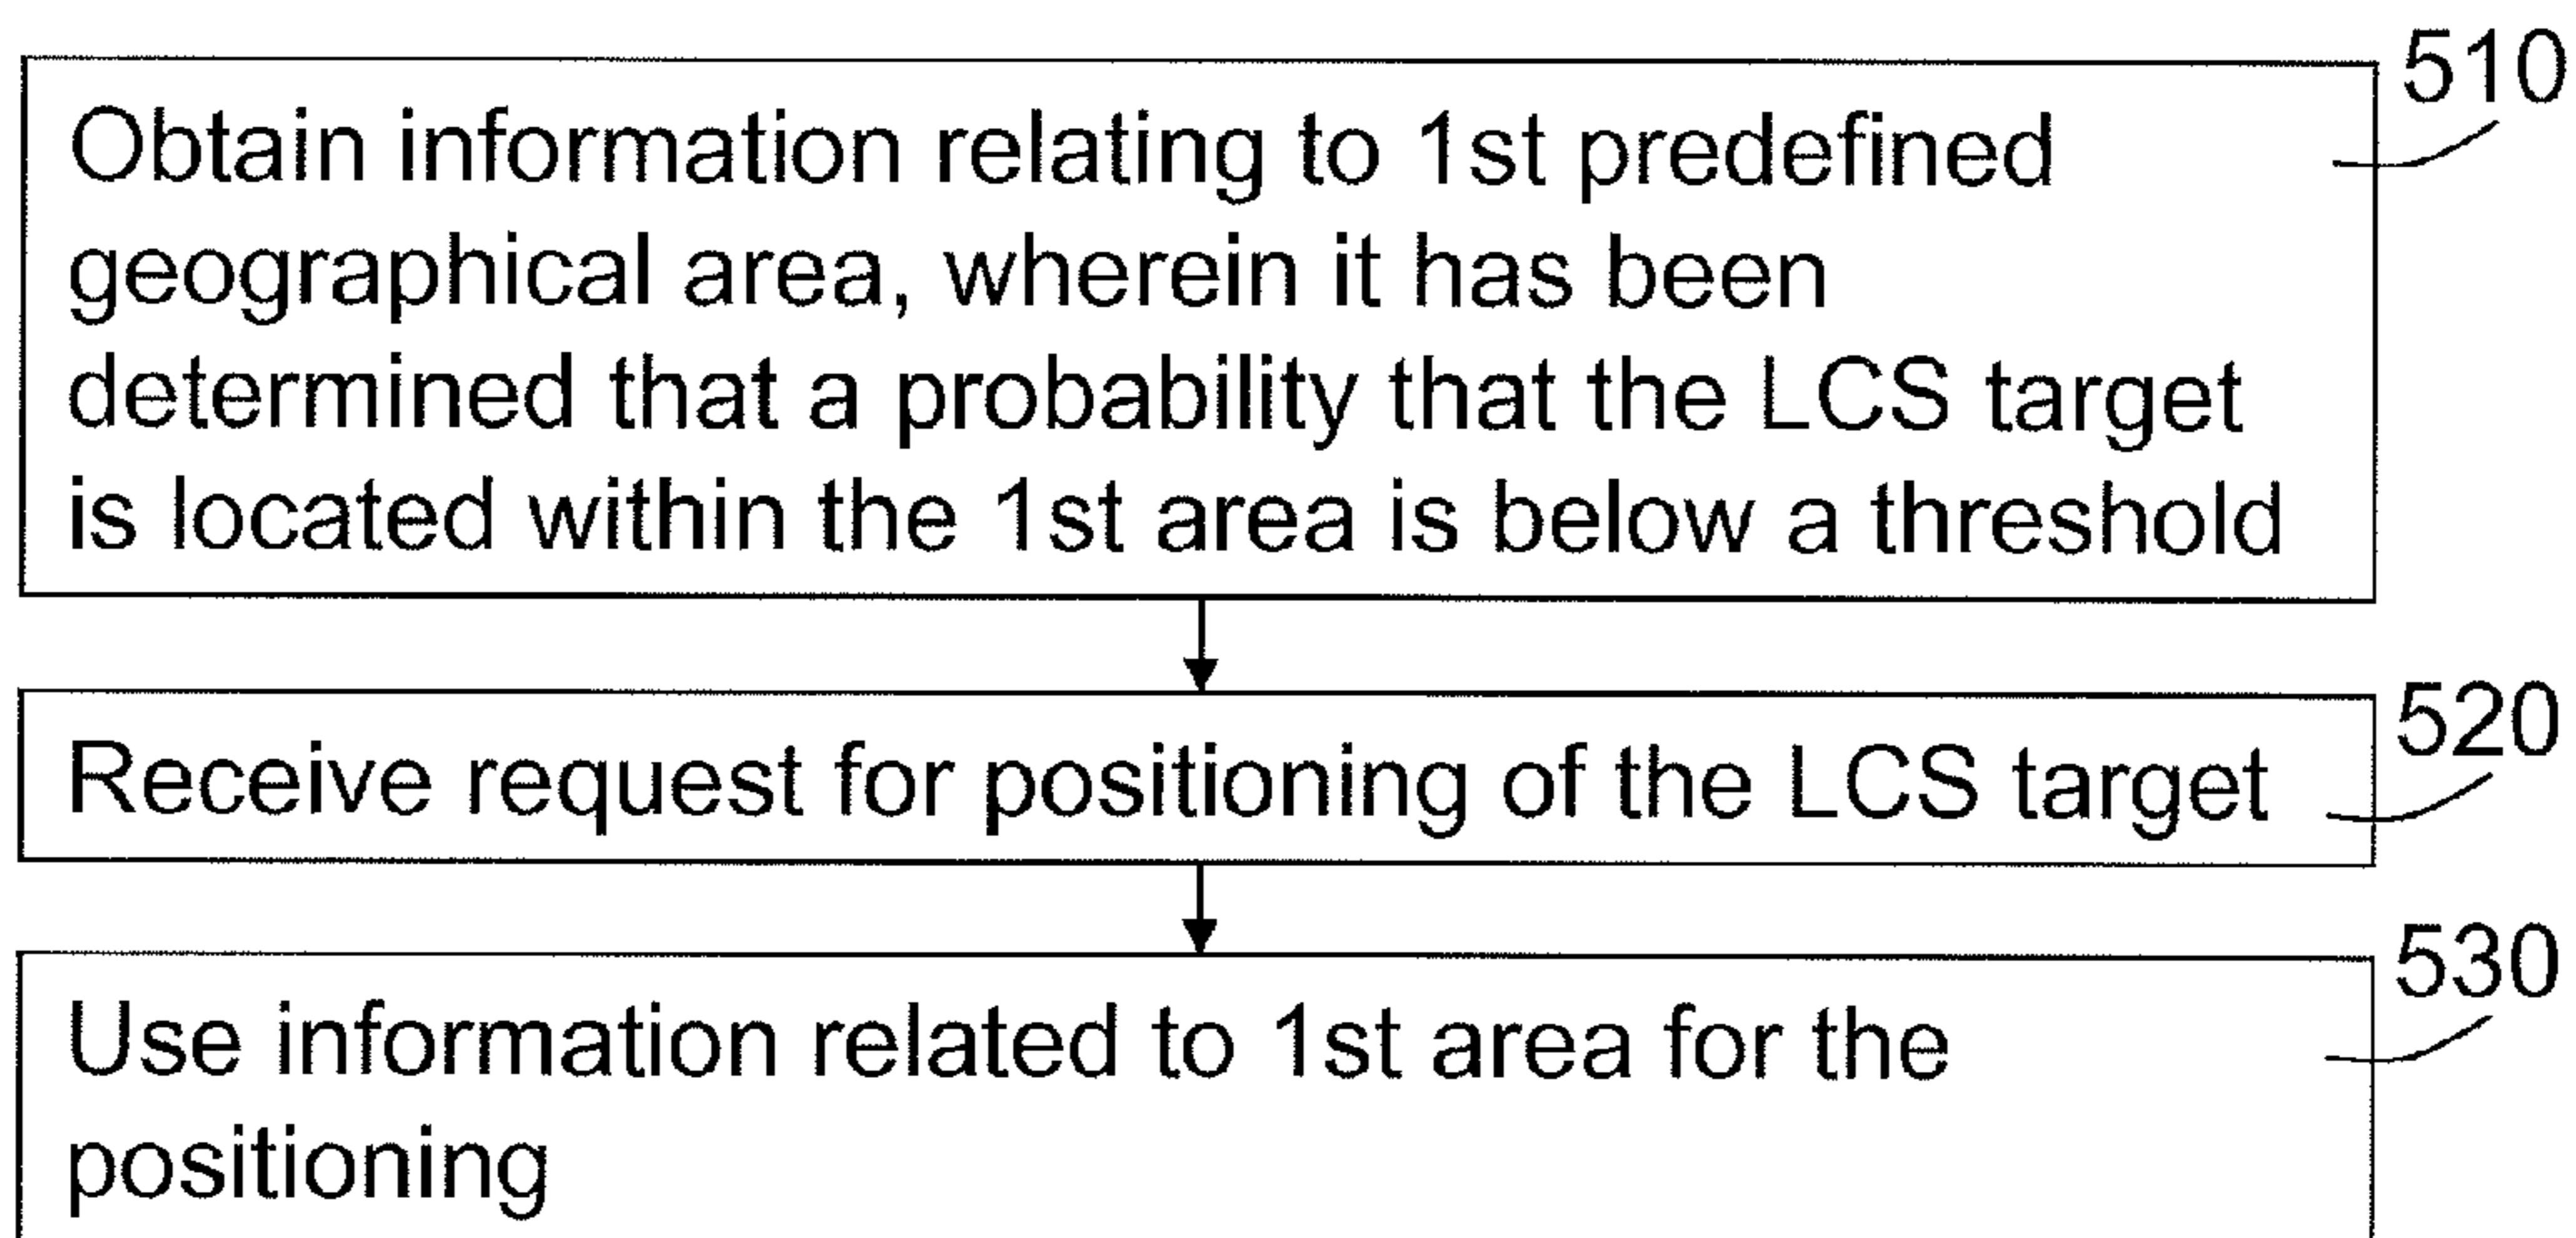 510
Obtain information relating to 1st predefined
geographical area, wherein it has been
determined that a probability that the LCS target
is located within the 1st area is below a threshold
520
Receive request for positioning of the LCS target
530
Use information related to 1st area for the
positioning